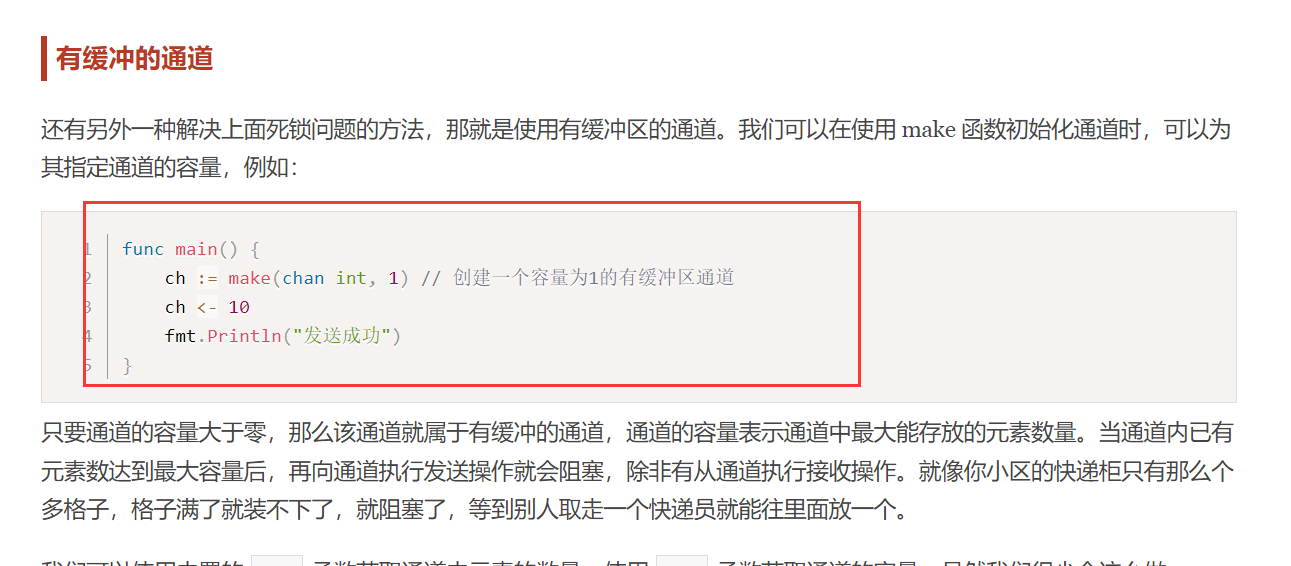 有缓冲的通道
还有另外一种解决上面死锁问题的方法，那就是使用有缓冲区的通道。我们可以在使用 make 函数初始化通道时，可以为
其指定通道的容量，例如：
1 func main() {
2 ch := make(chan int, 1) // 创建一个容量为1的有缓冲区通道
3 ch <- 10
4 fmt.Println("发送成功")
5 }
只要通道的容量大于零，那么该通道就属于有缓冲的通道，通道的容量表示通道中最大能存放的元素数量。当通道内已有
元素数达到最大容量后，再向通道执行发送操作就会阻塞，除非有从通道执行接收操作。就像你小区的快递柜只有那么个
多格子，格子满了就装不下了，就阻塞了，等到别人取走一个快递员就能往里面放一个。